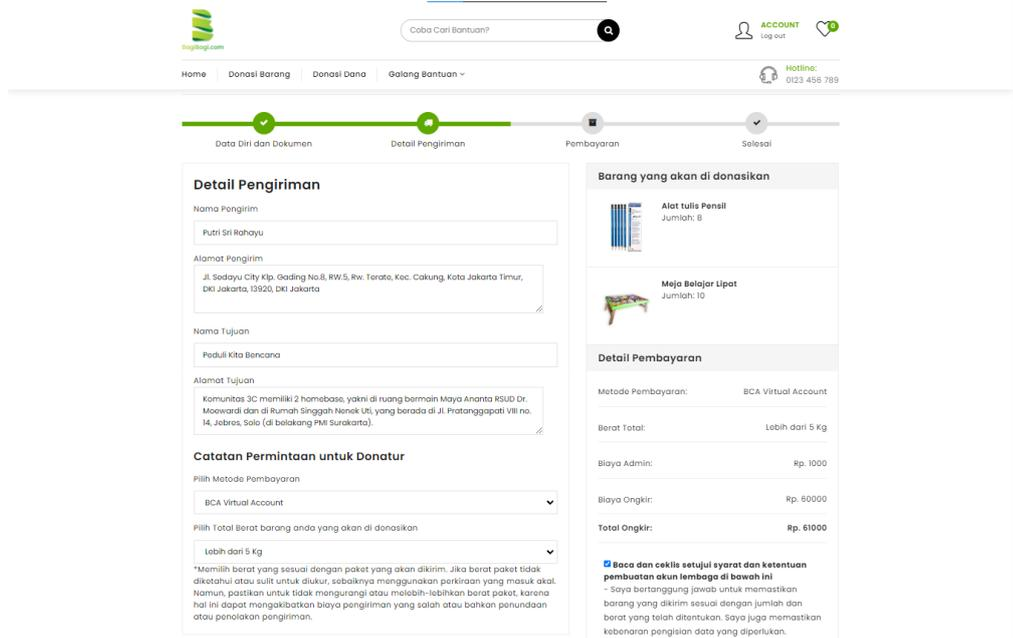 BagiBagi.com
Coba Cari Bantuan?
ACCOUNT
Log out
0
Home
Donasi Barang
Donasi Dana
Galang Bantuan
Hotline:
0123 456 789
Data Diri dan Dokumen
Detail Pengiriman
Pembayaran
Selesai
Detail Pengiriman
Nama Pengirim
Putri Sri Rahayu
Alamat Pengirim
Jl. Sedayu City Klp. Gading No.8, RW.5, Rw. Terate, Kec. Cakung, Kota Jakarta Timur,
DKI Jakarta, 13920, DKI Jakarta
Nama Tujuan
Peduli Kita Bencana
Alamat Tujuan
Komunitas 3C memiliki 2 homebase, yakni di ruang bermain Maya Ananta RSUD Dr.
Moewardi dan di Rumah Singgah Nenek Uti, yang berada di Jl. Pratanggapati VIII no.
14, Jebres, Solo (di belakang PMI Surakarta).
Catatan Permintaan untuk Donatur
Pilih Metode Pembayaran
BCA Virtual Account
Pilih Total Berat barang anda yang akan di donasikan
Lebih dari 5 Kg
*Memilih berat yang sesuai dengan paket yang akan dikirim. Jika berat paket tidak
diketahui atau sulit untuk diukur, sebaiknya menggunakan perkiraan yang masuk akal.
Namun, pastikan untuk tidak mengurangi atau melebih-lebihkan berat paket, karena
hal ini dapat mengakibatkan biaya pengiriman yang salah atau bahkan penundaan
atau penolakan pengiriman.
Barang yang akan di donasikan
Alat tulis Pensil
Jumlah: 8
Meja Belajar Lipat
Jumlah: 10
Detail Pembayaran
Metode Pembayaran: BCA Virtual Account
Berat Total: Lebih dari 5 Kg
Biaya Admin: Rp. 1000
Biaya Ongkir: Rp. 60000
Total Ongkir: Rp. 61000
Baca dan ceklis setujui syarat dan ketentuan
pembuatan akun lembaga di bawah ini
- Saya bertanggung jawab untuk memastikan
barang yang dikirim sesuai dengan jumlah dan
berat yang telah ditentukan. Saya juga memastikan
kebenaran pengisian data yang diperlukan.